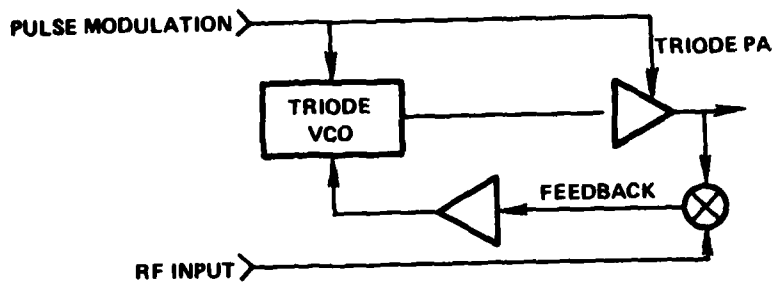 PULSE MODULATION
TRIODE PA
TRIODE
VCO
FEEDBACK
RF INPUT